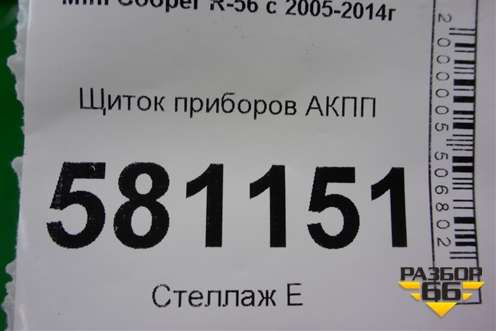 Mini Cooper R-56 с 2005-2014г
Щиток приборов АКПП
581151
Стеллаж Е
2000005506802
РАЗБОР
66